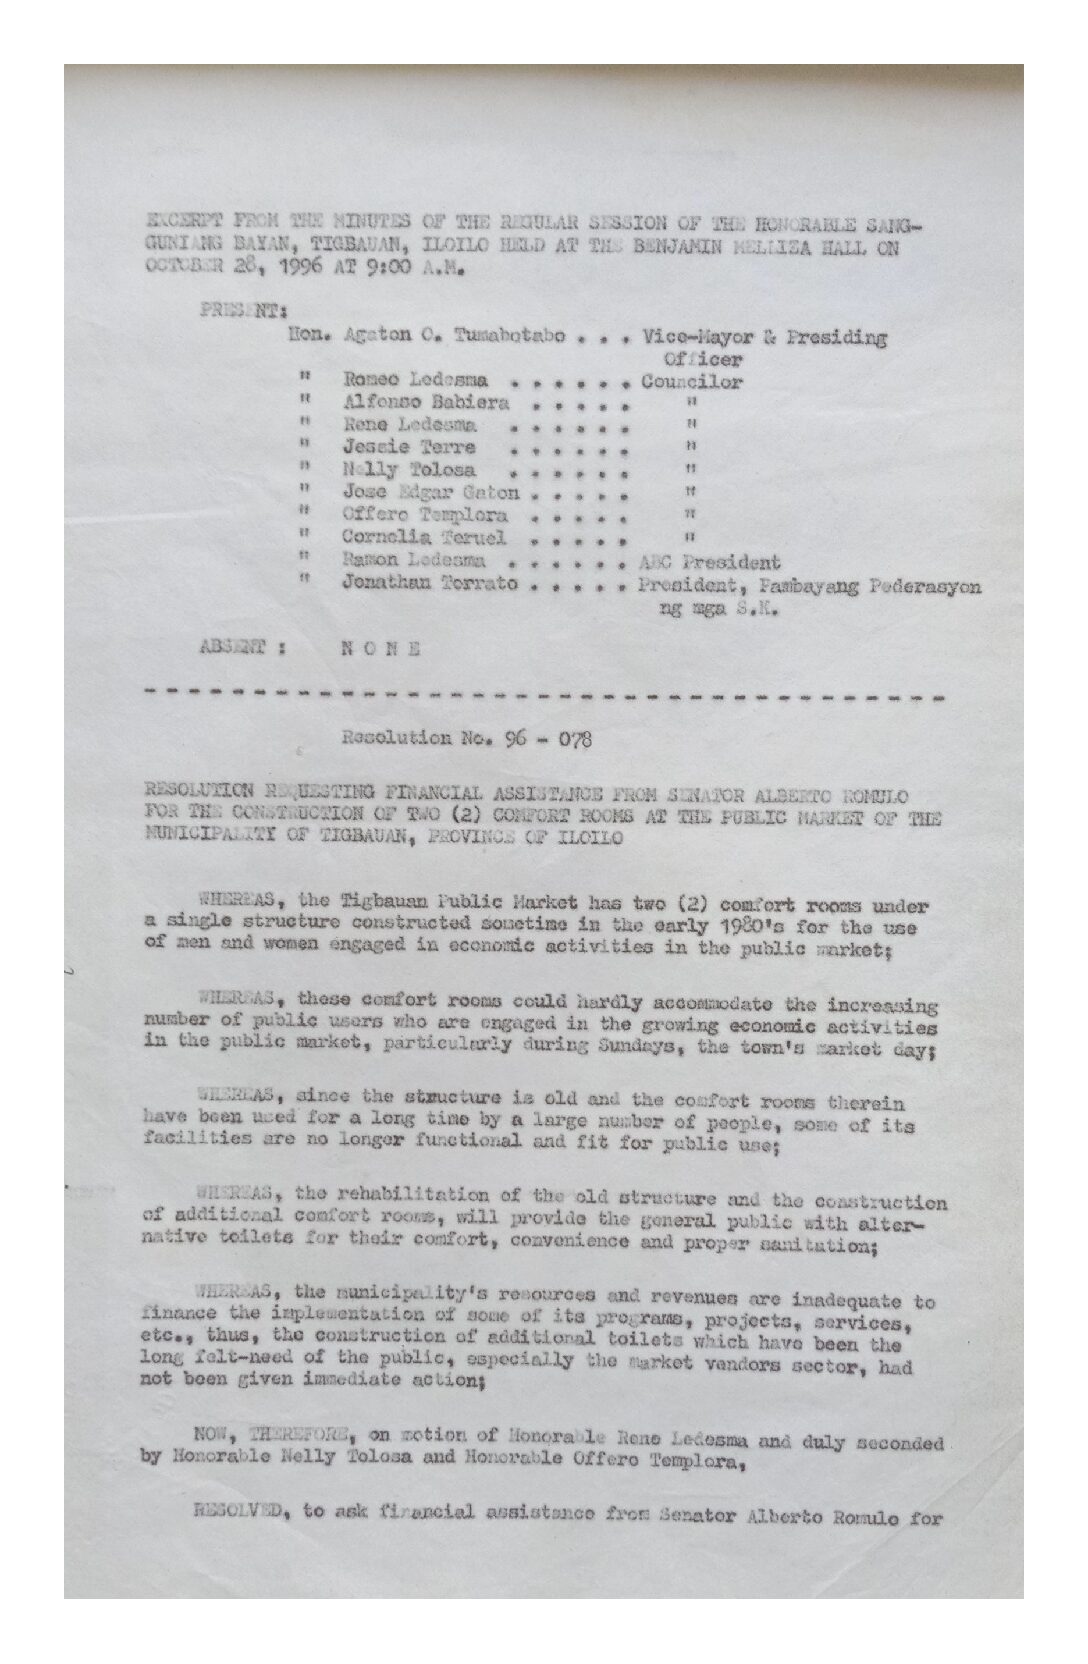 EXCERPT FROM THE MINUTES OF THE REGULAR SESSION OF THE HONORABLE SANG-
GUNIANG BAYAN, TIGBAUAN, ILOILO HELD AT THE BENJAMIN MELLIZA HALL ON
OCTOBER 28, 1996 AT 9:00 A.M.
PRESENT:
Hon. Agaton C. Tumabotabo . . . Vice-Mayor & Presiding
Officer
" Romeo Ledesma . . . . . . Councilor
" Alfonso Babiera . . . . . "
" Rene Ledesma . . . . . . "
" Jessie Terre . . . . . . "
" Nelly Tolosa . . . . . . "
" Jose Edgar Gaton . . . . . "
" Offero Templora . . . . . "
" Cornelia Teruel . . . . . "
" Ramon Ledesma . . . . . . ABC President
" Jonathan Torrato . . . . . President, Pambayang Pederasyon
ng mga S.K.
ABSENT : N O N E
- - - - - - - - - - - - - - - - - - - - - - - - - - - - - - - - - - - - -
Resolution No. 96 - 078
RESOLUTION REQUESTING FINANCIAL ASSISTANCE FROM SENATOR ALBERTO ROMULO
FOR THE CONSTRUCTION OF TWO (2) COMFORT ROOMS AT THE PUBLIC MARKET OF THE
MUNICIPALITY OF TIGBAUAN, PROVINCE OF ILOILO
WHEREAS, the Tigbauan Public Market has two (2) comfort rooms under
a single structure constructed sometime in the early 1980's for the use
of men and women engaged in economic activities in the public market;
WHEREAS, these comfort rooms could hardly accommodate the increasing
number of public users who are engaged in the growing economic activities
in the public market, particularly during Sundays, the town's market day;
WHEREAS, since the structure is old and the comfort rooms therein
have been used for a long time by a large number of people, some of its
facilities are no longer functional and fit for public use;
WHEREAS, the rehabilitation of the old structure and the construction
of additional comfort rooms, will provide the general public with alter-
native toilets for their comfort, convenience and proper sanitation;
WHEREAS, the municipality's resources and revenues are inadequate to
finance the implementation of some of its programs, projects, services,
etc., thus, the construction of additional toilets which have been the
long felt-need of the public, especially the market vendors sector, had
not been given immediate action;
NOW, THEREFORE, on motion of Honorable Rene Ledesma and duly seconded
by Honorable Nelly Tolosa and Honorable Offero Templora,
RESOLVED, to ask financial assistance from Senator Alberto Romulo for